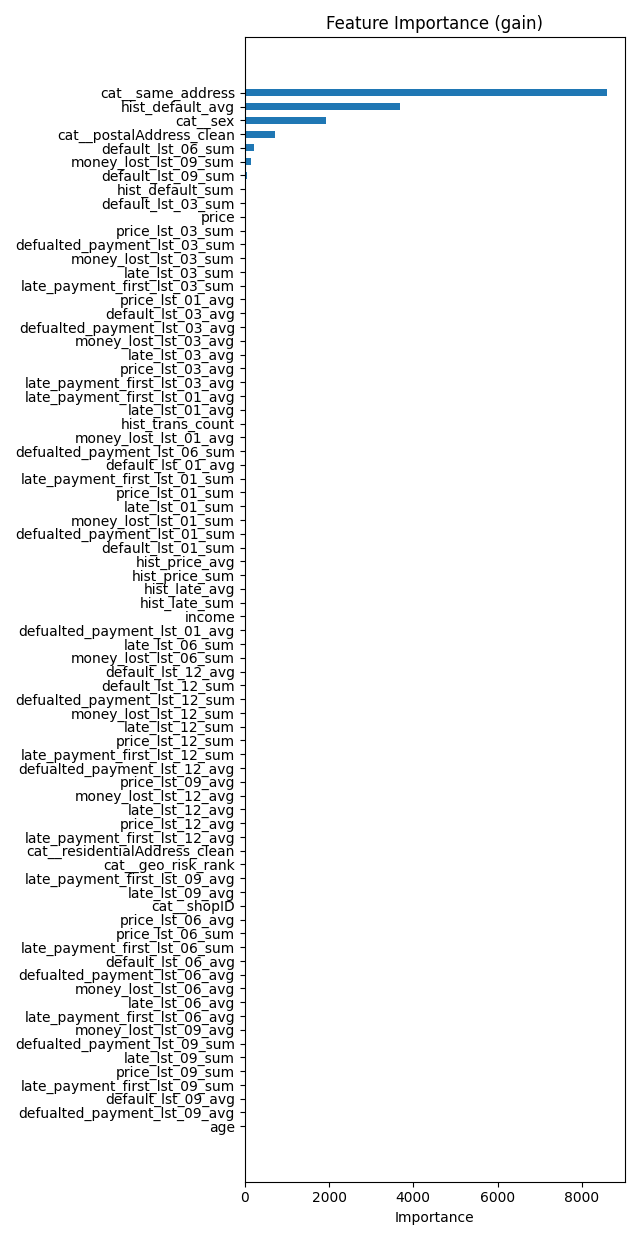 Feature Importance (gain)
cat__same_address
hist_default_avg
cat__sex
cat__postalAddress_clean
default_lst_06_sum
money_lost_lst_09_sum
default_lst_09_sum
hist_default_sum
default_lst_03_sum
price
price_lst_03_sum
defualted_payment_lst_03_sum
money_lost_lst_03_sum
late_lst_03_sum
late_payment_first_lst_03_sum
price_lst_01_avg
default_lst_03_avg
defualted_payment_lst_03_avg
money_lost_lst_03_avg
late_lst_03_avg
price_lst_03_avg
late_payment_first_lst_03_avg
late_payment_first_lst_01_avg
late_lst_01_avg
hist_trans_count
money_lost_lst_01_avg
defualted_payment_lst_06_sum
default_lst_01_avg
late_payment_first_lst_01_sum
price_lst_01_sum
late_lst_01_sum
money_lost_lst_01_sum
defualted_payment_lst_01_sum
default_lst_01_sum
hist_price_avg
hist_price_sum
hist_late_avg
hist_late_sum
income
defualted_payment_lst_01_avg
late_lst_06_sum
money_lost_lst_06_sum
default_lst_12_avg
default_lst_12_sum
defualted_payment_lst_12_sum
money_lost_lst_12_sum
late_lst_12_sum
price_lst_12_sum
late_payment_first_lst_12_sum
defualted_payment_lst_12_avg
price_lst_09_avg
money_lost_lst_12_avg
late_lst_12_avg
price_lst_12_avg
late_payment_first_lst_12_avg
cat__residentialAddress_clean
cat__geo_risk_rank
late_payment_first_lst_09_avg
late_lst_09_avg
cat__shopID
price_lst_06_avg
price_lst_06_sum
late_payment_first_lst_06_sum
default_lst_06_avg
defualted_payment_lst_06_avg
money_lost_lst_06_avg
late_lst_06_avg
late_payment_first_lst_06_avg
money_lost_lst_09_avg
defualted_payment_lst_09_sum
late_lst_09_sum
price_lst_09_sum
late_payment_first_lst_09_sum
default_lst_09_avg
defualted_payment_lst_09_avg
age
0 2000 4000 6000 8000
Importance